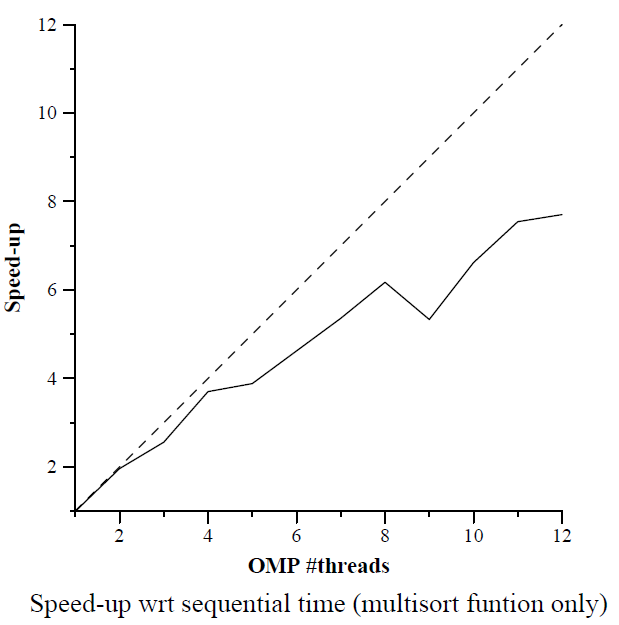 12
10
8
6
4
2
Speed-up
2 4 6 8 10 12
OMP #threads
Speed-up wrt sequential time (multisort funtion only)